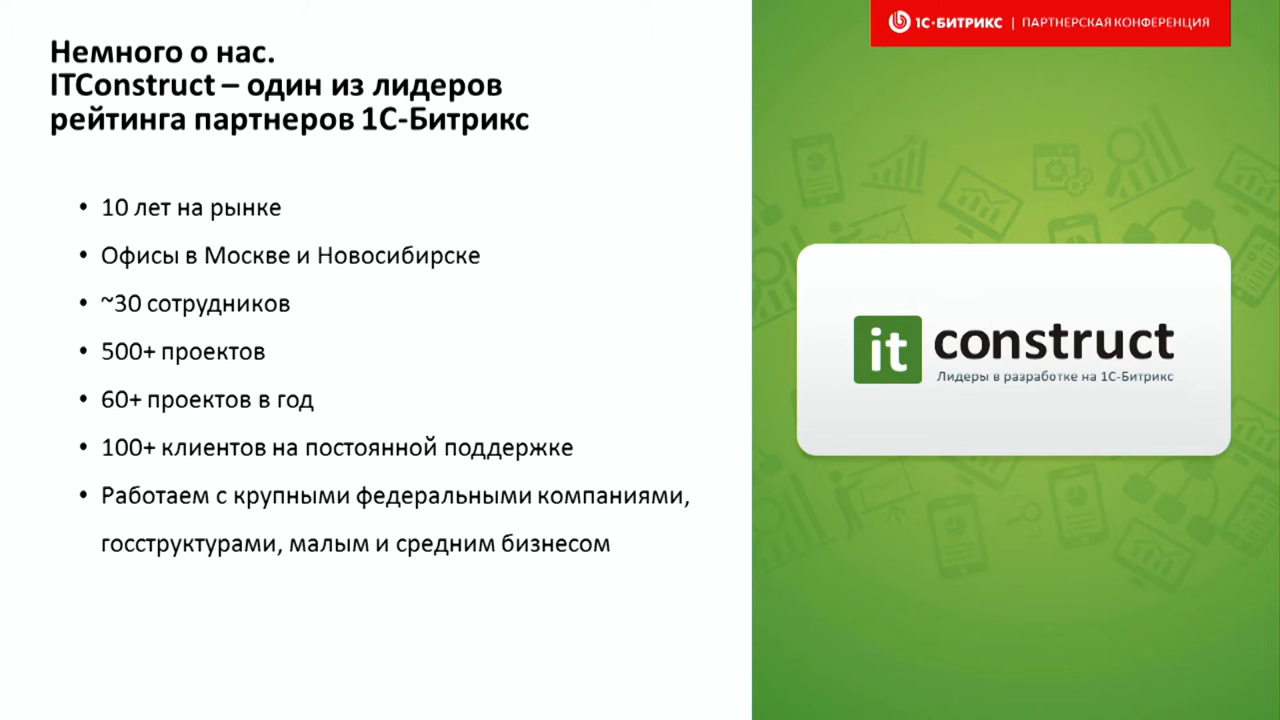 1С·БИТРИКС | ПАРТНЕРСКАЯ КОНФЕРЕНЦИЯ
Немного о нас.
ITConstruct – один из лидеров
рейтинга партнеров 1С-Битрикс
• 10 лет на рынке
• Офисы в Москве и Новосибирске
• ~30 сотрудников
• 500+ проектов
• 60+ проектов в год
• 100+ клиентов на постоянной поддержке
• Работаем с крупными федеральными компаниями,
госструктурами, малым и средним бизнесом
it construct
Лидеры в разработке на 1С-Битрикс